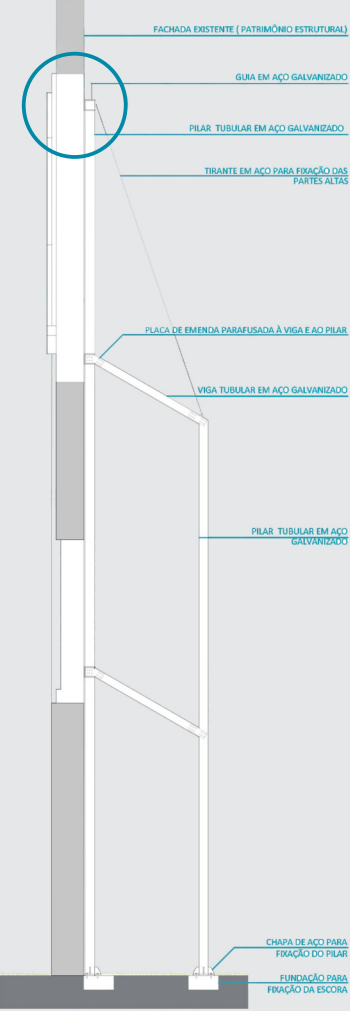 FACHADA EXISTENTE ( PATRIMÔNIO ESTRUTURAL)
GUIA EM AÇO GALVANIZADO
PILAR TUBULAR EM AÇO GALVANIZADO
TIRANTE EM AÇO PARA FIXAÇÃO DAS
PARTES ALTAS
PLACA DE EMENDA PARAFUSADA À VIGA E AO PILAR
VIGA TUBULAR EM AÇO GALVANIZADO
PILAR TUBULAR EM AÇO
GALVANIZADO
CHAPA DE AÇO PARA
FIXAÇÃO DO PILAR
FUNDAÇÃO PARA
FIXAÇÃO DA ESCORA